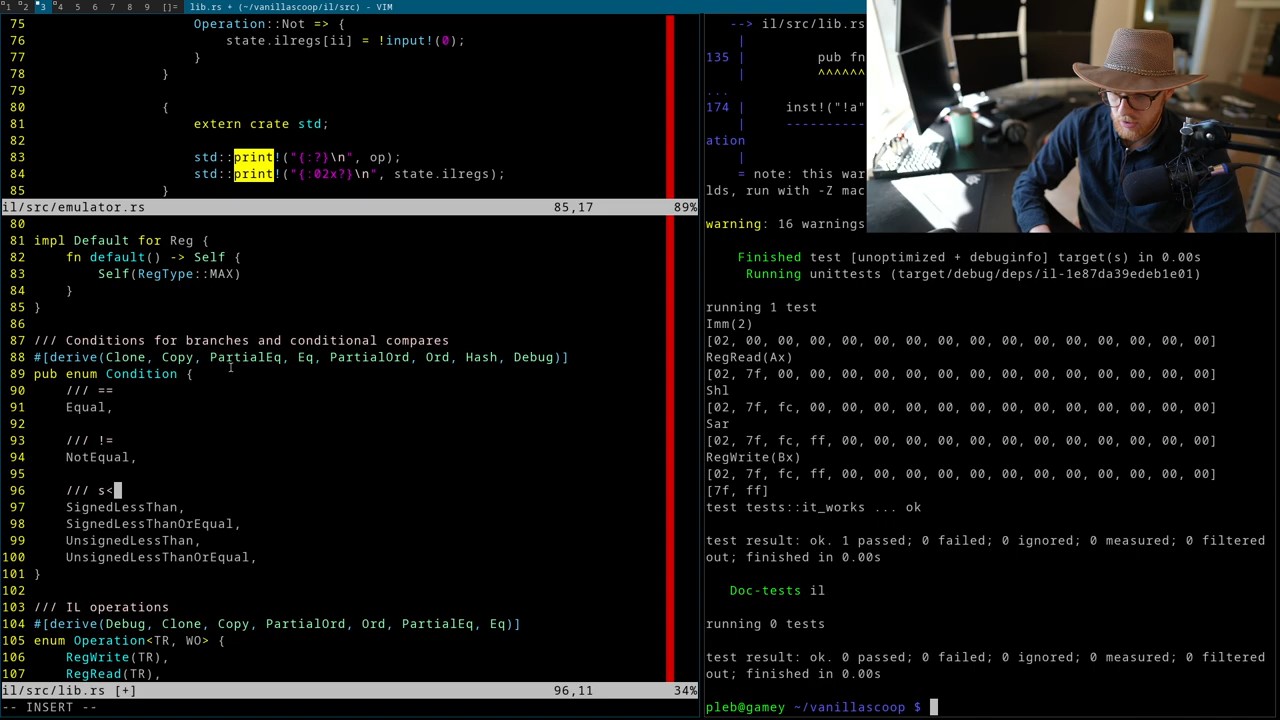 1 2 3 4 5 6 7 8 9 []= lib.rs + (~/vanillascoop/il/src) - VIM
75 Operation::Not => {
76 state.ilregs[ii] = !input!(0);
77 }
78 }
79
80 {
81 extern crate std;
82
83 std::print!("{:?}\n", op);
84 std::print!("{:02x?}\n", state.ilregs);
85 }
il/src/emulator.rs 85,17 89%
80
81 impl Default for Reg {
82 fn default() -> Self {
83 Self(RegType::MAX)
84 }
85 }
86
87 /// Conditions for branches and conditional compares
88 #[derive(Clone, Copy, PartialEq, Eq, PartialOrd, Ord, Hash, Debug)]
89 pub enum Condition {
90 /// ==
91 Equal,
92
93 /// !=
94 NotEqual,
95
96 /// s<
97 SignedLessThan,
98 SignedLessThanOrEqual,
99 UnsignedLessThan,
100 UnsignedLessThanOrEqual,
101 }
102
103 /// IL operations
104 #[derive(Debug, Clone, Copy, PartialOrd, Ord, PartialEq, Eq)]
105 enum Operation<TR, WO> {
106 RegWrite(TR),
107 RegRead(TR),
il/src/lib.rs [+] 96,11 34%
-- INSERT --
--> il/src/lib.rs
|
135 | pub fn
| ^^^^^^
...
174 | inst!("!a"
| ----------
ation
|
= note: this war
lds, run with -Z mac
warning: 16 warnings
Finished test [unoptimized + debuginfo] target(s) in 0.00s
Running unittests (target/debug/deps/il-1e87da39edeb1e01)
running 1 test
Imm(2)
[02, 00, 00, 00, 00, 00, 00, 00, 00, 00, 00, 00, 00, 00, 00, 00]
RegRead(Ax)
[02, 7f, 00, 00, 00, 00, 00, 00, 00, 00, 00, 00, 00, 00, 00, 00]
Shl
[02, 7f, fc, 00, 00, 00, 00, 00, 00, 00, 00, 00, 00, 00, 00, 00]
Sar
[02, 7f, fc, ff, 00, 00, 00, 00, 00, 00, 00, 00, 00, 00, 00, 00]
RegWrite(Bx)
[02, 7f, fc, ff, 00, 00, 00, 00, 00, 00, 00, 00, 00, 00, 00, 00]
[7f, ff]
test tests::it_works ... ok
test result: ok. 1 passed; 0 failed; 0 ignored; 0 measured; 0 filtered
out; finished in 0.00s
Doc-tests il
running 0 tests
test result: ok. 0 passed; 0 failed; 0 ignored; 0 measured; 0 filtered
out; finished in 0.00s
pleb@gamey ~/vanillascoop $